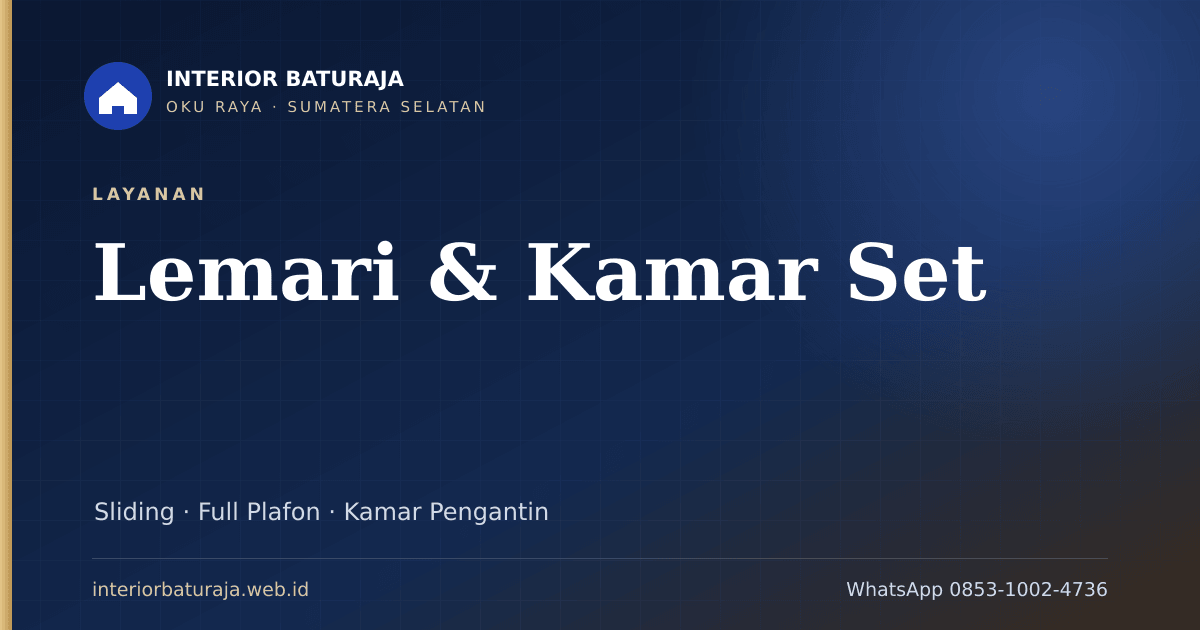 INTERIOR BATURAJA
OKU RAYA · SUMATERA SELATAN
LAYANAN
Lemari & Kamar Set
Sliding · Full Plafon · Kamar Pengantin
interiorbaturaja.web.id
WhatsApp 0853-1002-4736